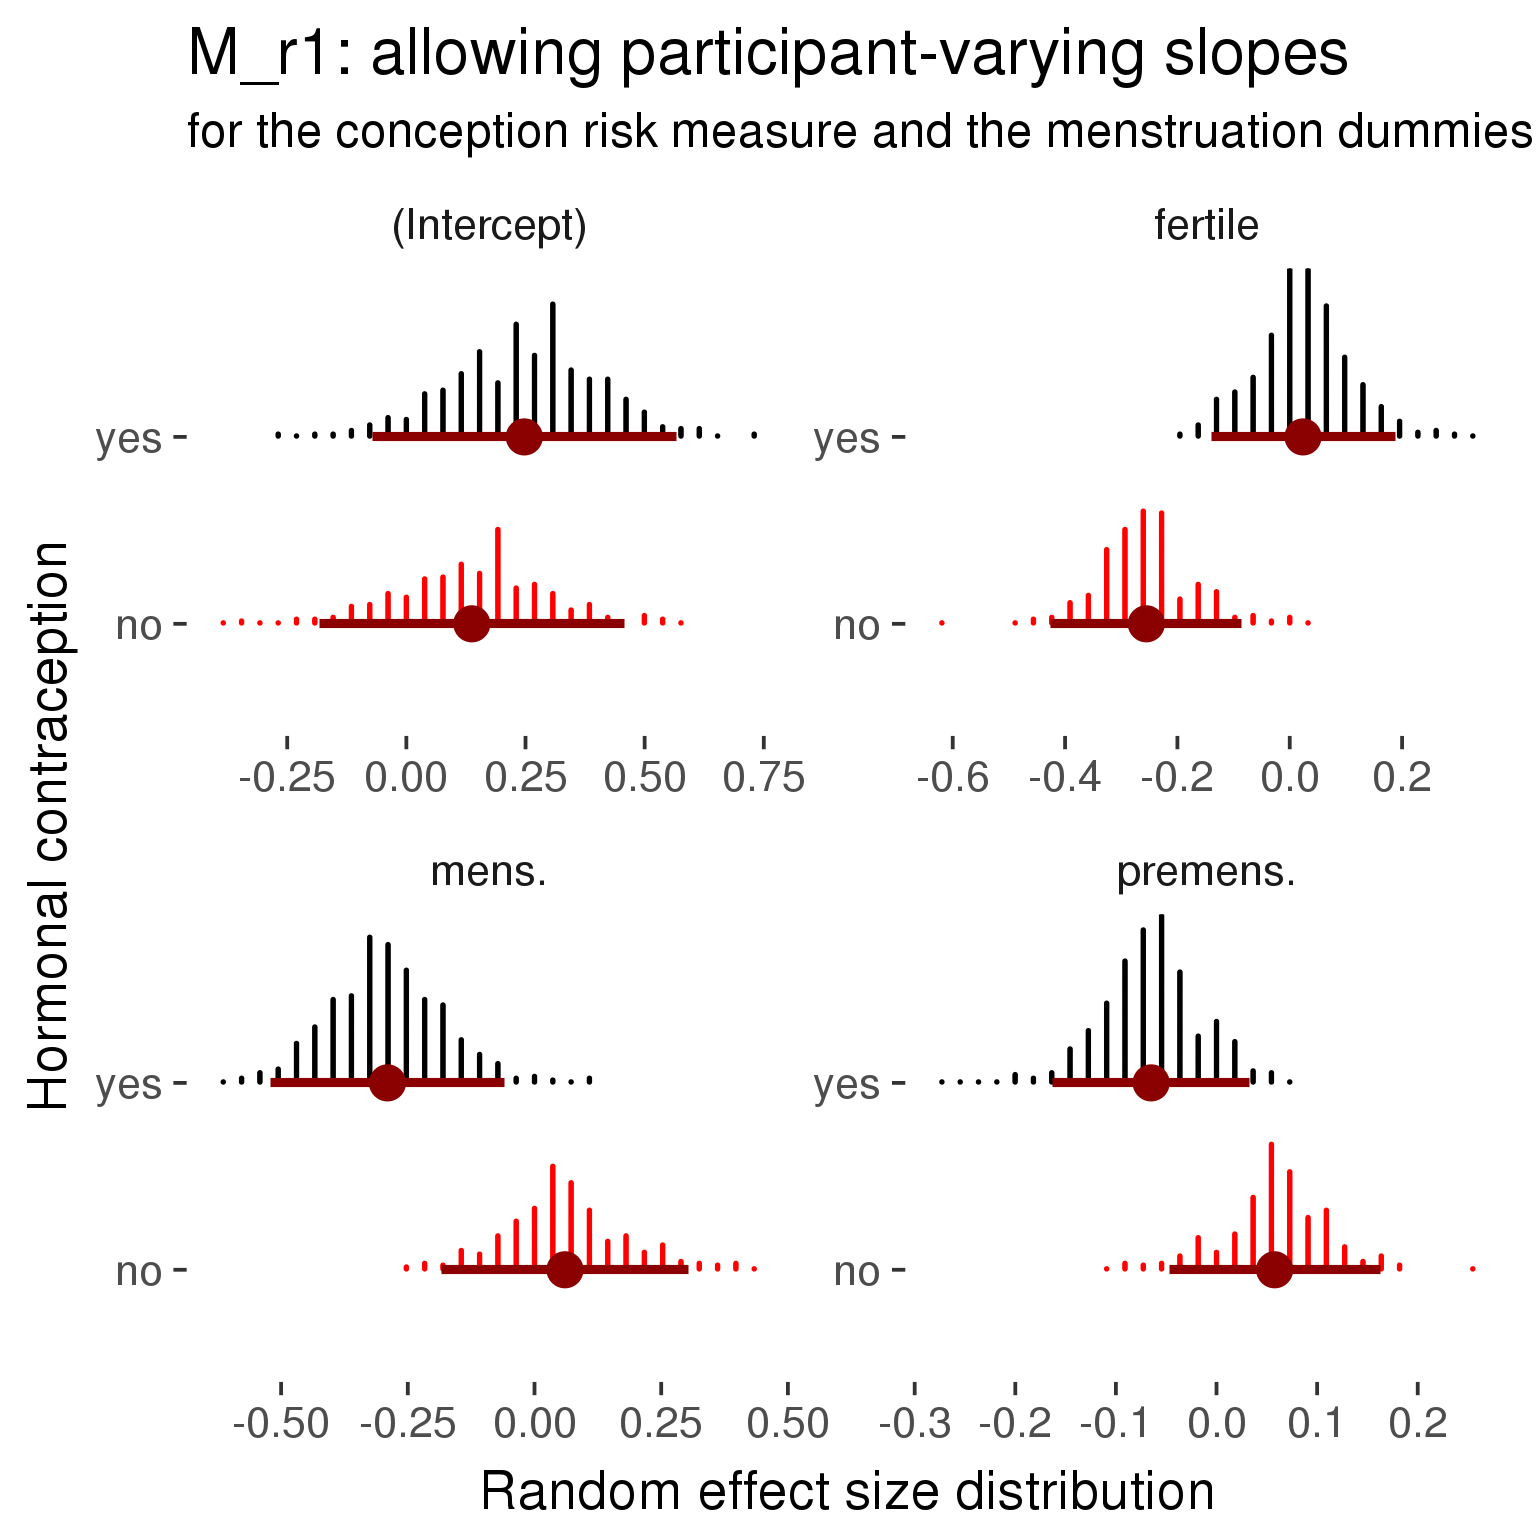 M_r1: allowing participant-varying slopes
for the conception risk measure and the menstruation dummies
(Intercept)
fertile
yes
yes
no
no
-0.25 0.00 0.25 0.50 0.75
-0.6 -0.4 -0.2 0.0 0.2
Hormonal contraception
mens.
premens.
yes
yes
no
no
-0.50 -0.25 0.00 0.25 0.50
-0.3 -0.2 -0.1 0.0 0.1 0.2
Random effect size distribution